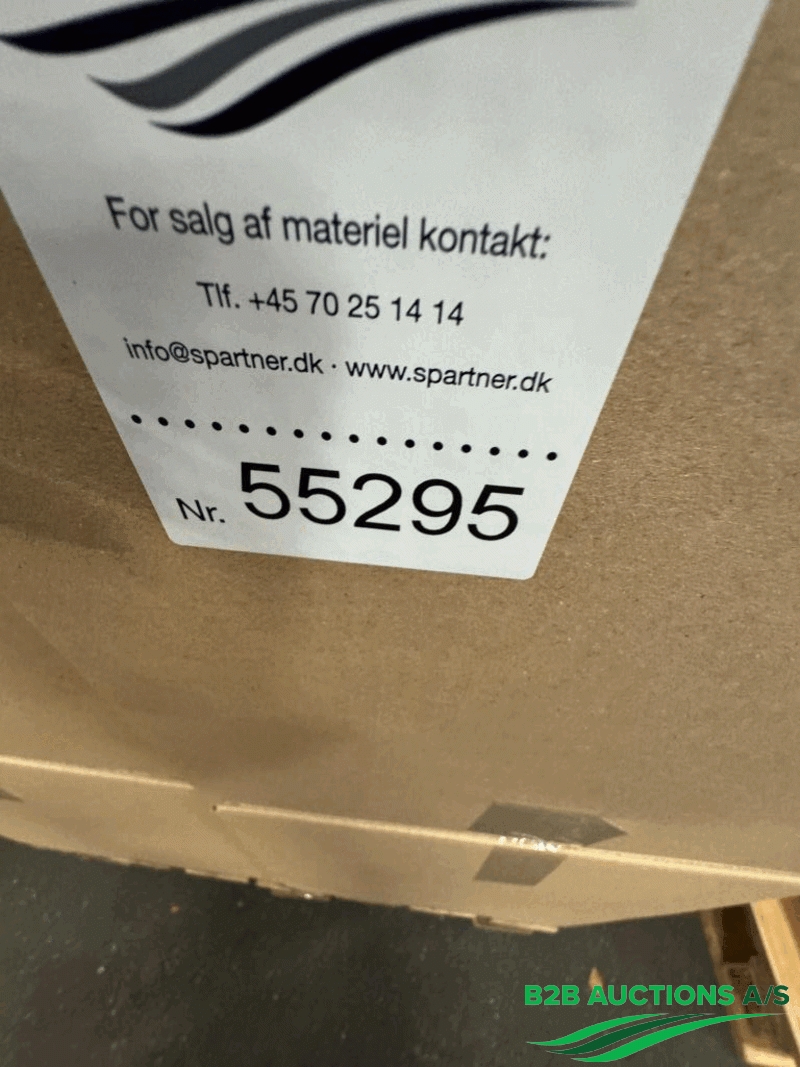 For salg af materiel kontakt:
Tlf. +45 70 25 14 14
info@spartner.dk · www.spartner.dk
Nr. 55295
B2B AUCTIONS A/S